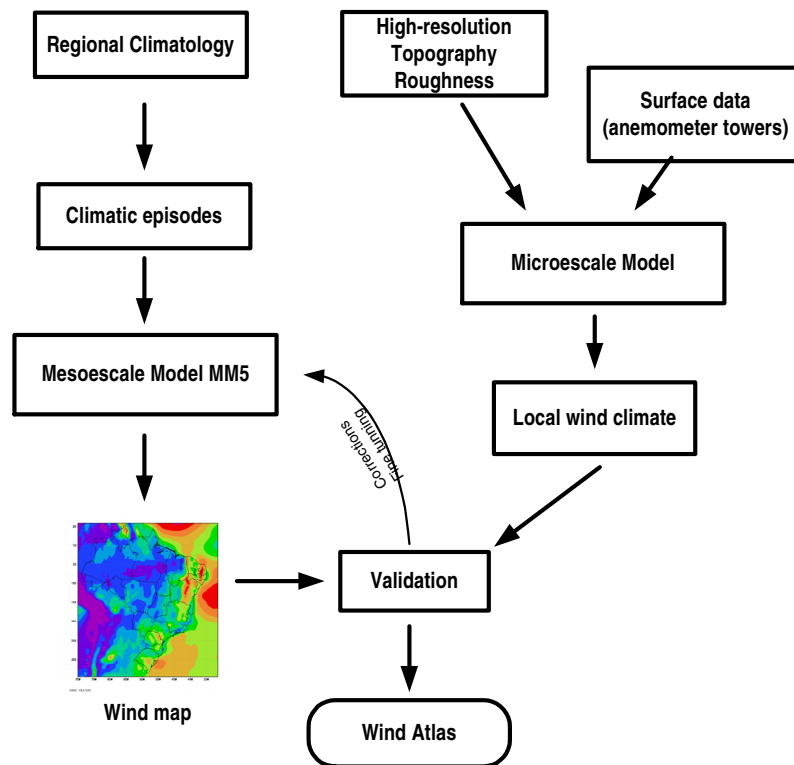 Regional Climatology
High-resolution
Topography
Roughness
Surface data
(anemometer towers)
Climatic episodes
Microescale Model
Mesoescale Model MM5
Local wind climate
Corrections
Fine tunning
Validation
Wind map
Wind Atlas